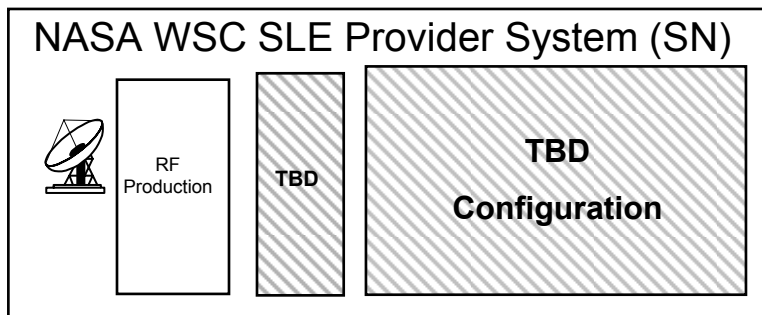 NASA WSC SLE Provider System (SN)
RF
Production
TBD
TBD
Configuration